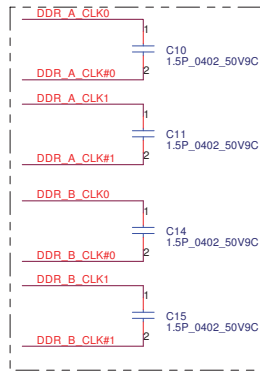 DDR_A_CLK0
1
C10
1.5P_0402_50V9C
2
DDR_A_CLK#0
DDR_A_CLK1
1
C11
1.5P_0402_50V9C
2
DDR_A_CLK#1
DDR_B_CLK0
1
C14
1.5P_0402_50V9C
2
DDR_B_CLK#0
DDR_B_CLK1
1
C15
1.5P_0402_50V9C
2
DDR_B_CLK#1